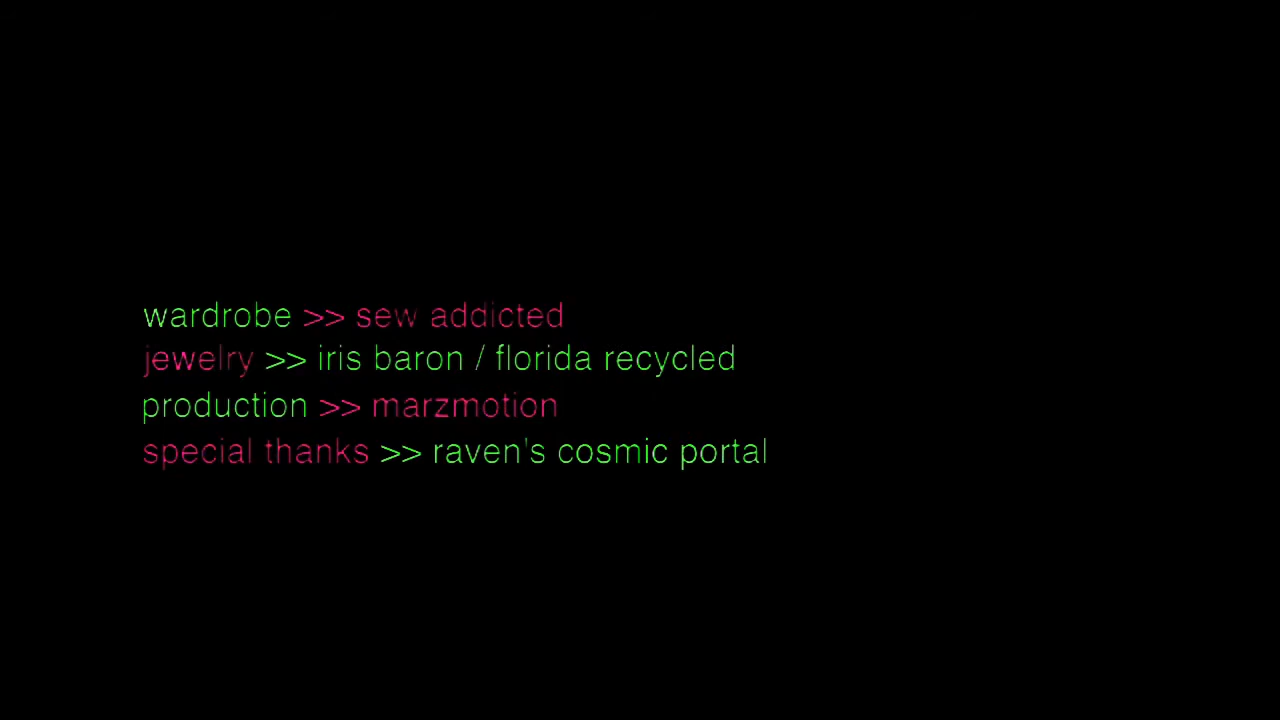 wardrobe >> sew addicted
jewelry >> iris baron / florida recycled
production >> marzmotion
special thanks >> raven's cosmic portal